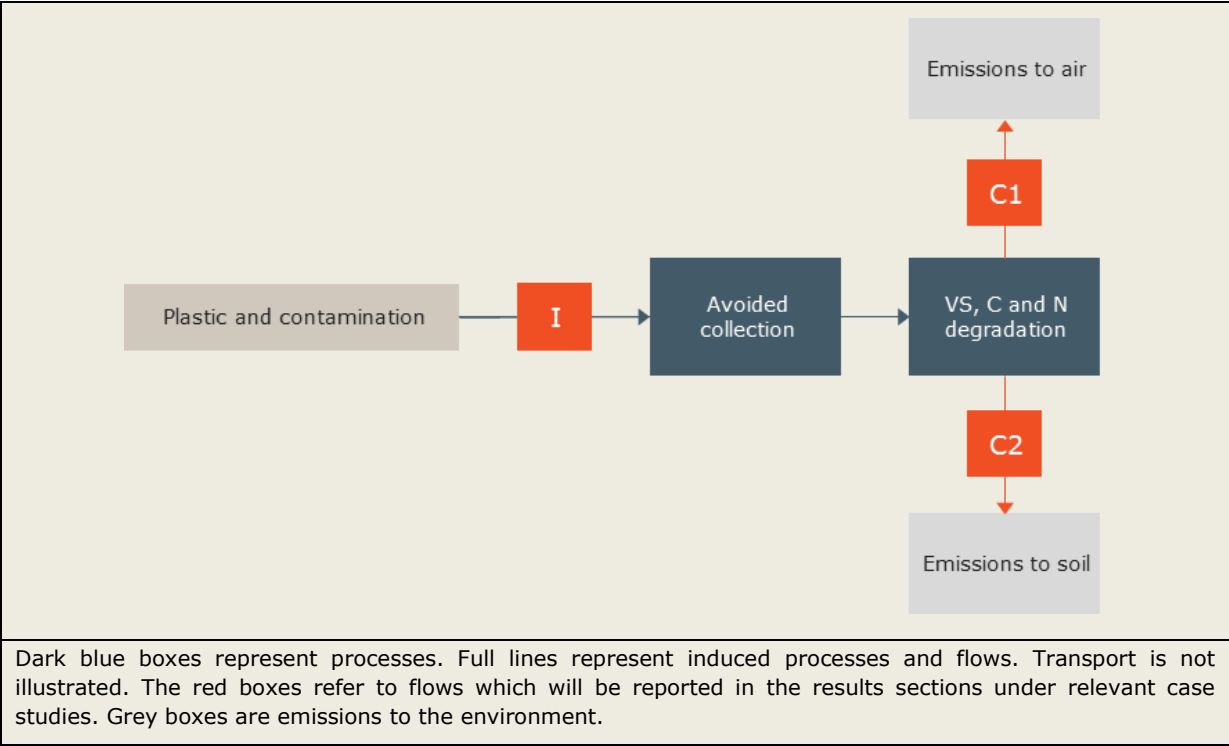 Emissions to air
C1
Plastic and contamination
I
Avoided
collection
VS, C and N
degradation
C2
Emissions to soil
Dark blue boxes represent processes. Full lines represent induced processes and flows. Transport is not
illustrated. The red boxes refer to flows which will be reported in the results sections under relevant case
studies. Grey boxes are emissions to the environment.